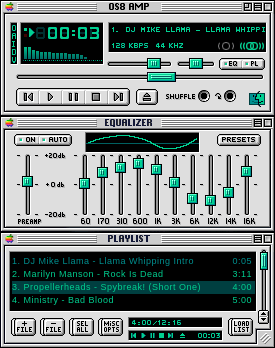 OS8 AMP
OAIDV
00:03
1. DJ MIKE LLAMA - LLAMA WHIPPI
128 KBPS 44 KHZ
EQ PL
SHUFFLE
EQUALIZER
ON AUTO
PRESETS
+20db
+0db
-20db
PREAMP
60 170 310 600 1K 3K 6K 12K 14K 16K
PLAYLIST
1. DJ Mike Llama - Llama Whipping Intro 0:05
2. Marilyn Manson - Rock Is Dead 3:11
3. Propellerheads - Spybreak! (Short One) 4:00
4. Ministry - Bad Blood 5:00
+ FILE
- FILE
SEL ALL
MISC OPTS
4:00/12:16
00:03
LOAD LIST